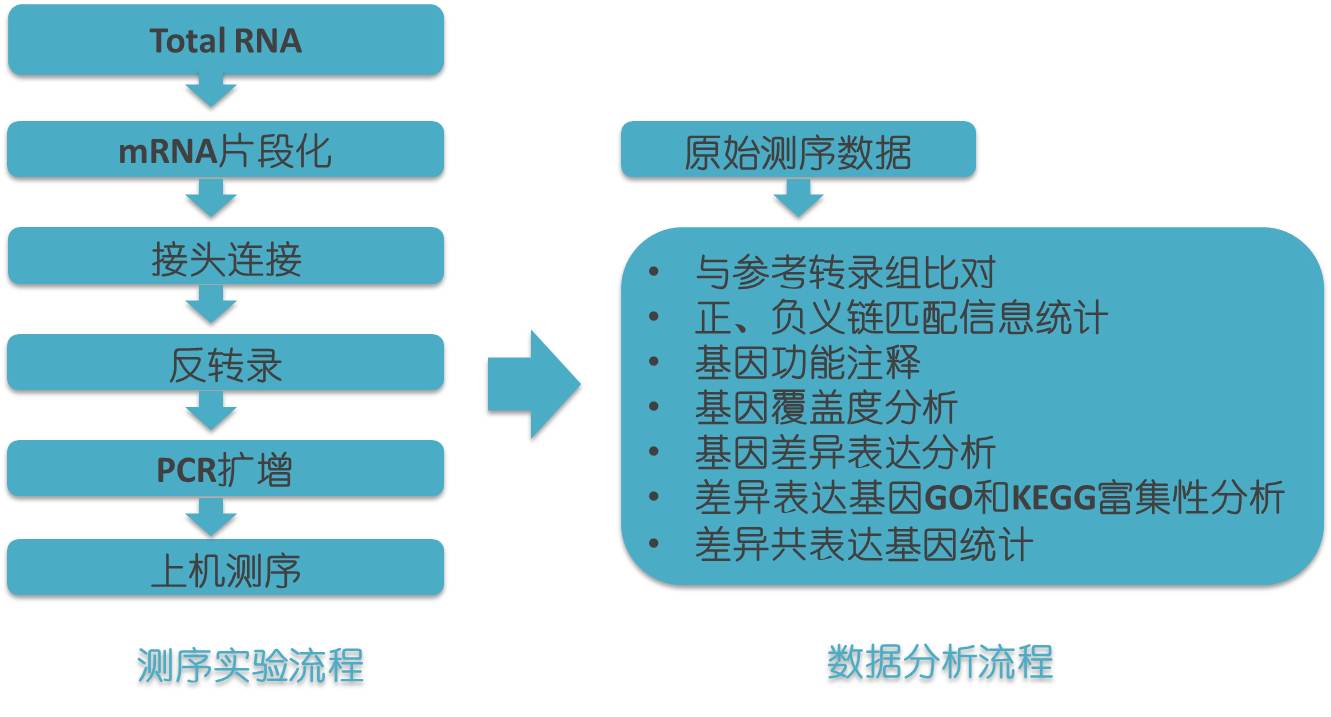 Total RNA
mRNA片段化
接头连接
反转录
PCR扩增
上机测序
测序实验流程
原始测序数据
• 与参考转录组比对
• 正、负义链匹配信息统计
• 基因功能注释
• 基因覆盖度分析
• 基因差异表达分析
• 差异表达基因GO和KEGG富集性分析
• 差异共表达基因统计
数据分析流程